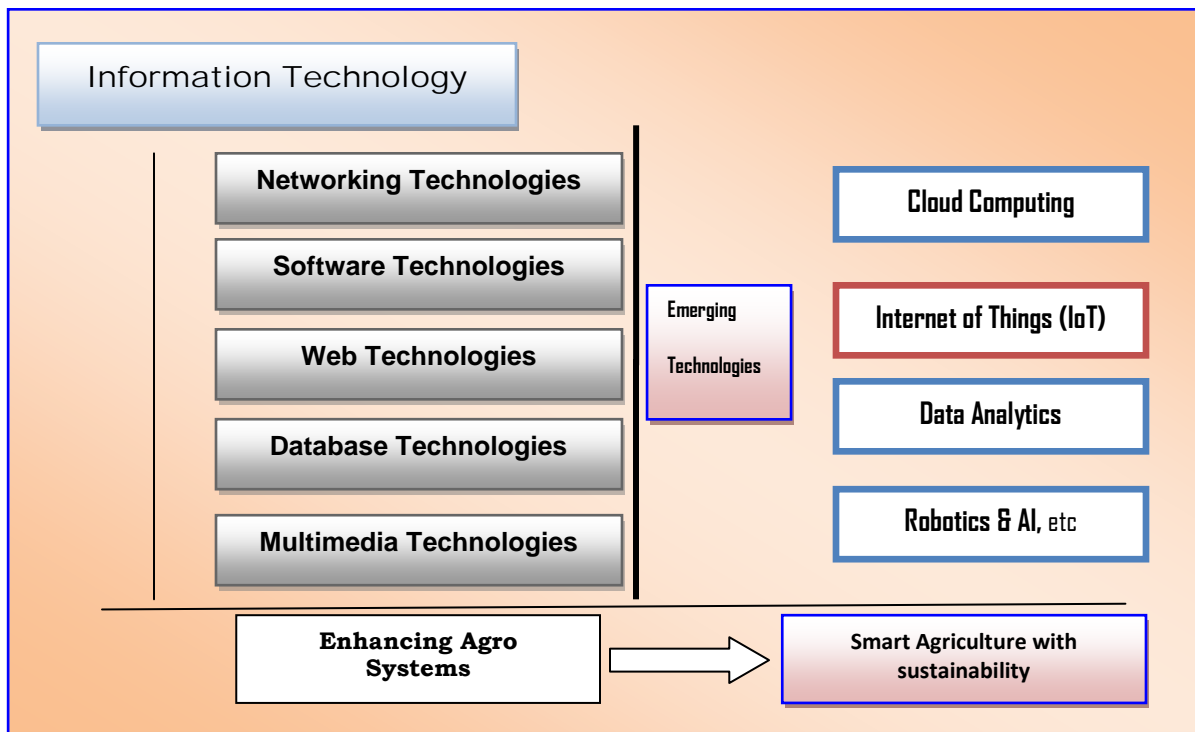 Information Technology
Networking Technologies
Software Technologies
Web Technologies
Database Technologies
Multimedia Technologies
Emerging
Technologies
Cloud Computing
Internet of Things (IoT)
Data Analytics
Robotics & AI, etc
Enhancing Agro
Systems
Smart Agriculture with
sustainability